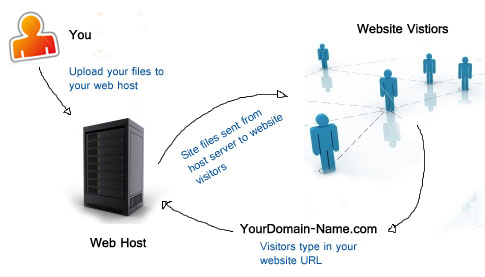 You
Upload your files to
your web host
Website Vistiors
Site files sent from
host server to website
visitors
Web Host
YourDomain-Name.com
Visitors type in your
website URL